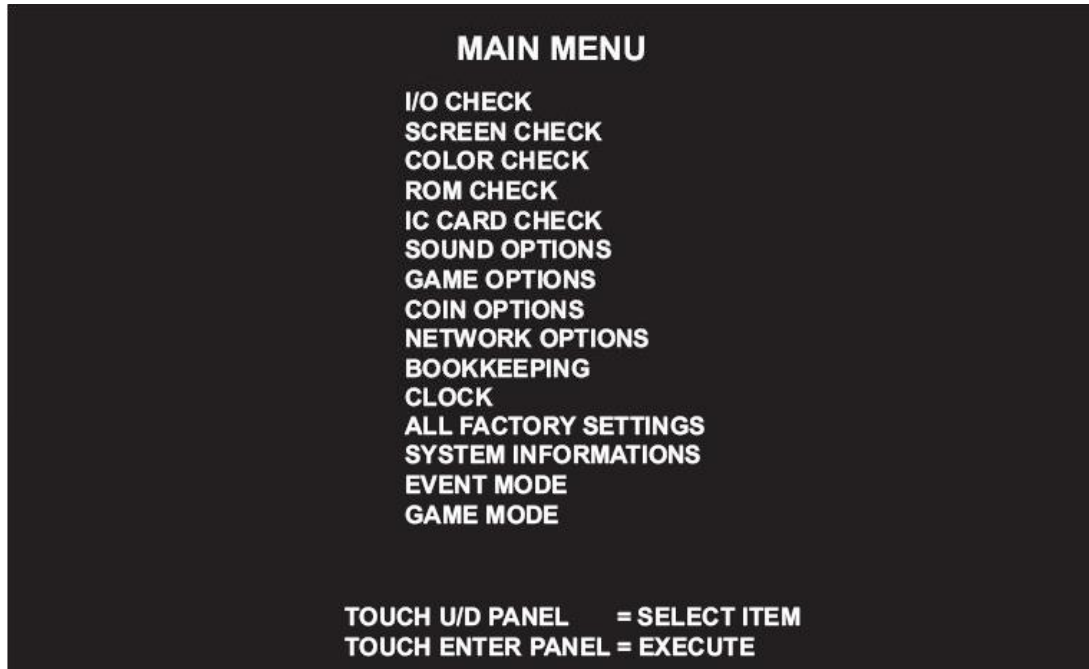 MAIN MENU
I/O CHECK
SCREEN CHECK
COLOR CHECK
ROM CHECK
IC CARD CHECK
SOUND OPTIONS
GAME OPTIONS
COIN OPTIONS
NETWORK OPTIONS
BOOKKEEPING
CLOCK
ALL FACTORY SETTINGS
SYSTEM INFORMATIONS
EVENT MODE
GAME MODE
TOUCH U/D PANEL = SELECT ITEM
TOUCH ENTER PANEL = EXECUTE